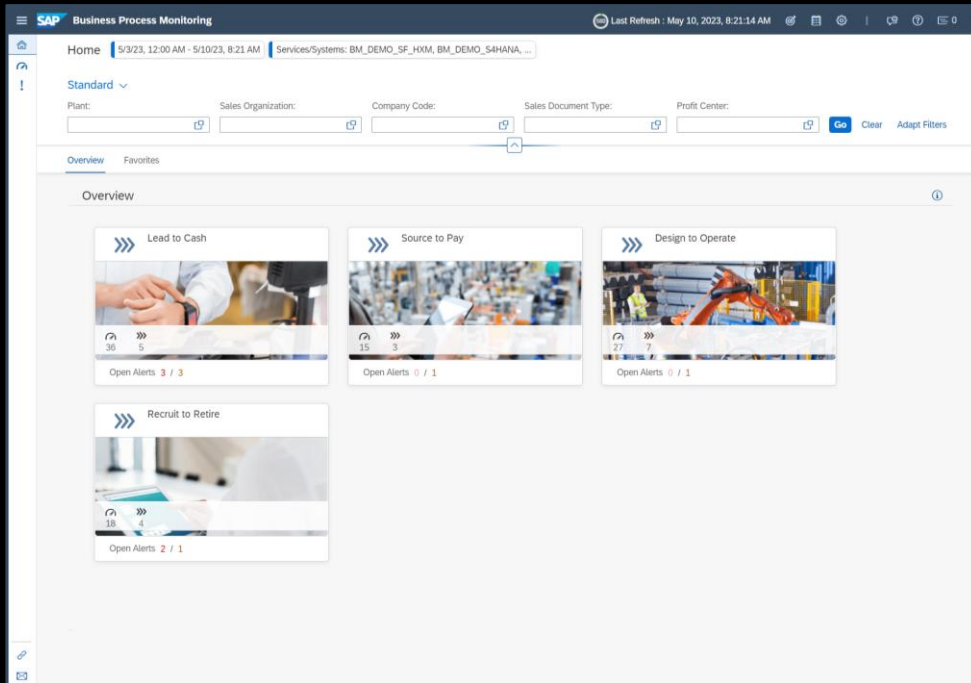 SAP Business Process Monitoring Last Refresh : May 10, 2023, 8:21:14 AM 0
Home 5/3/23, 12:00 AM - 5/10/23, 8:21 AM Services/Systems: BM_DEMO_SF_HXM, BM_DEMO_S4HANA, ...
Standard
Plant: Sales Organization: Company Code: Sales Document Type: Profit Center:
Go Clear Adapt Filters
Overview Favorites
Overview
Lead to Cash Source to Pay Design to Operate
36 5 15 3 27 7
Open Alerts 3 / 3 Open Alerts 0 / 1 Open Alerts 0 / 1
Recruit to Retire
18 4
Open Alerts 2 / 1